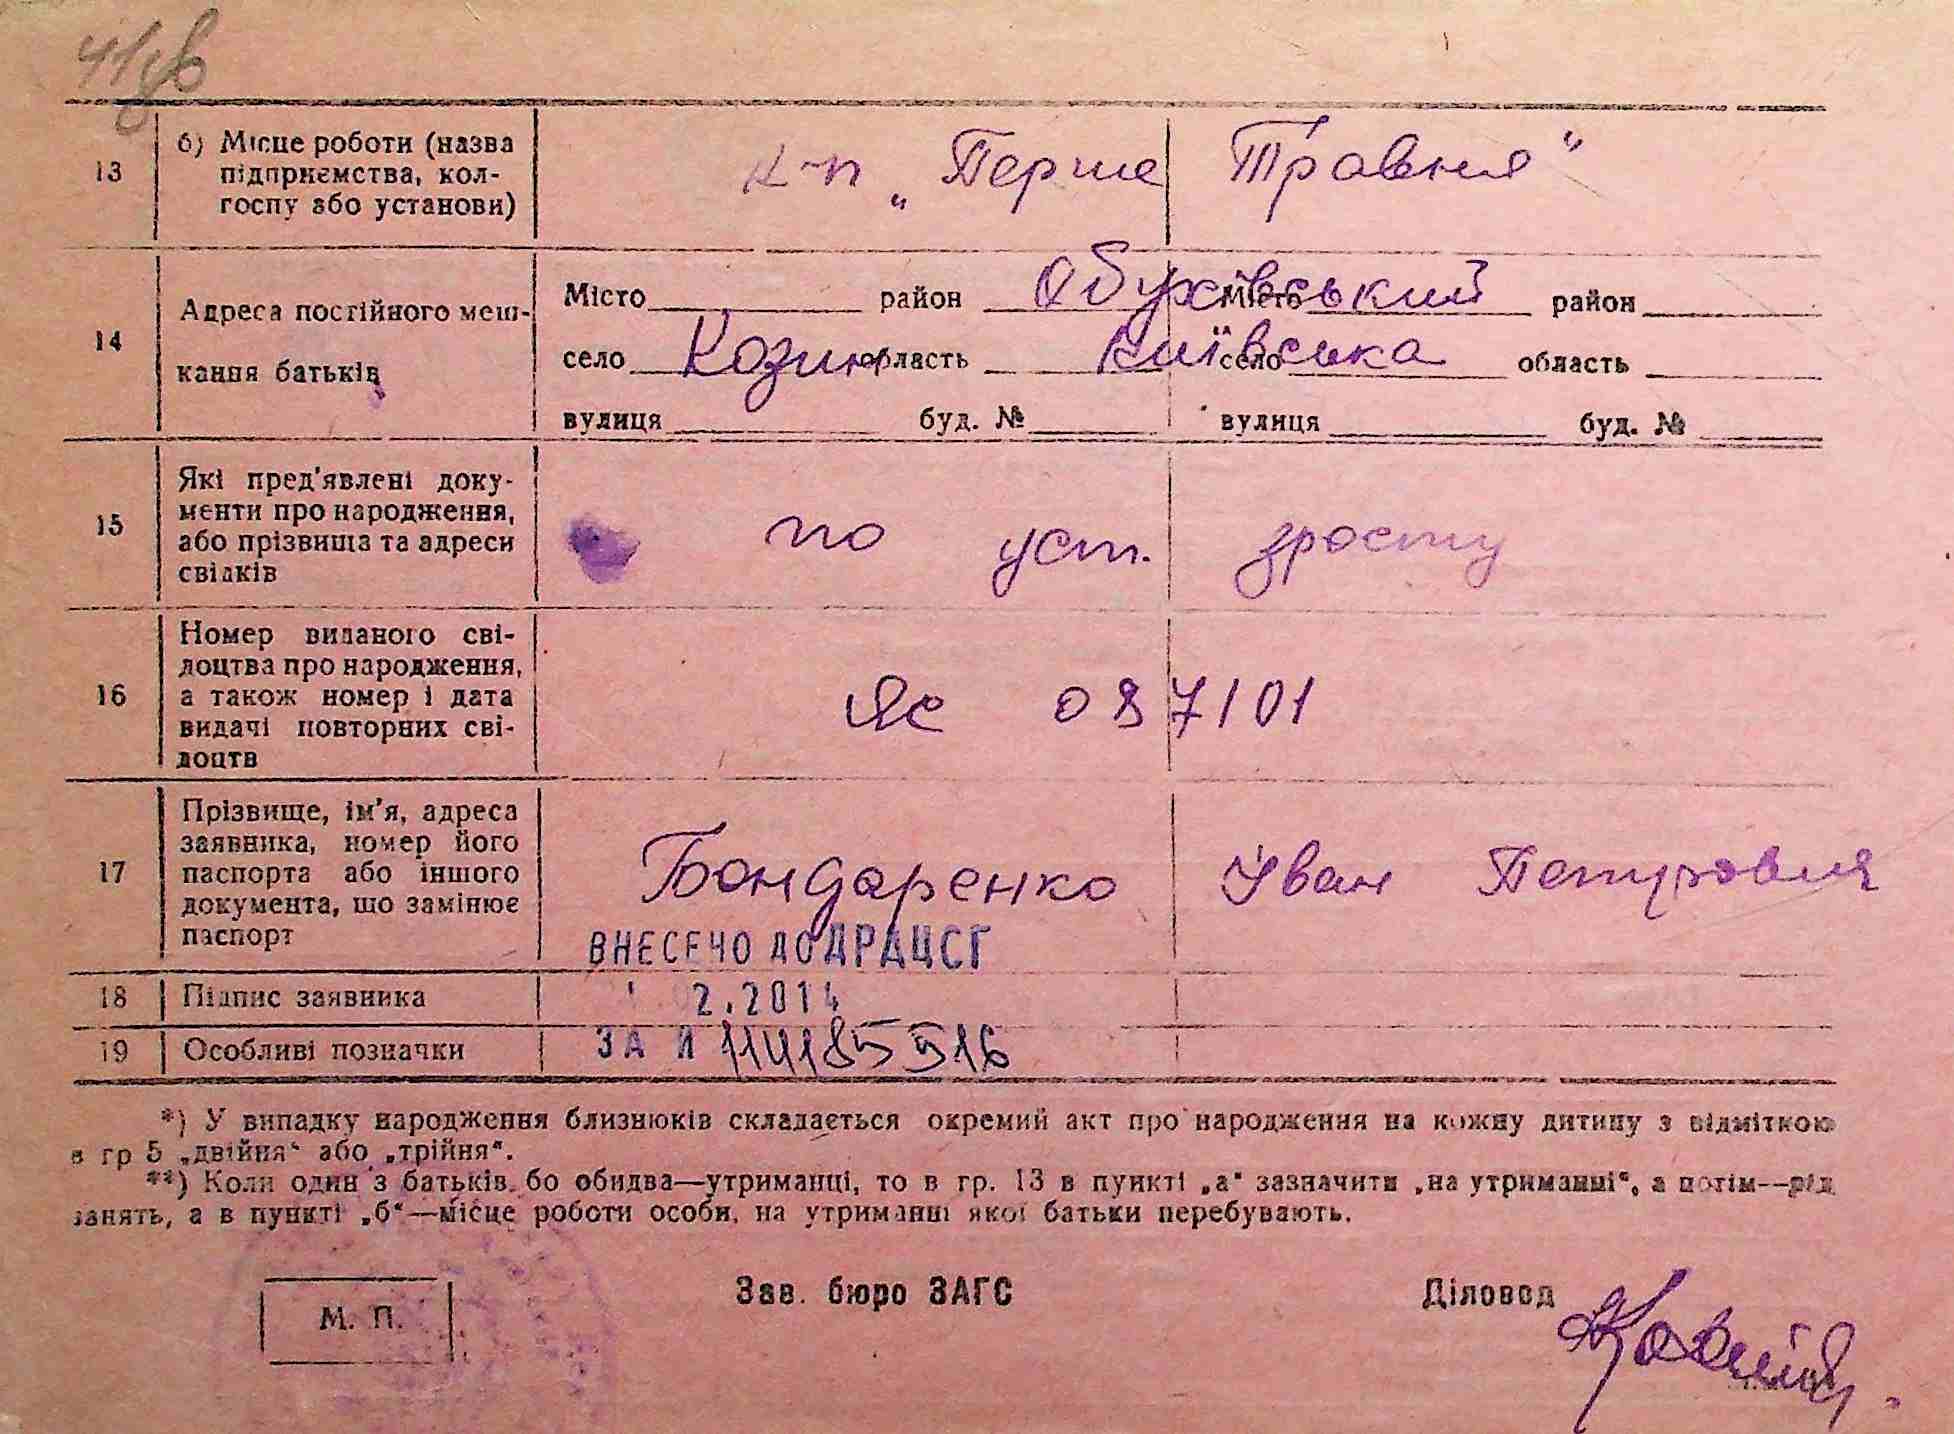 13
б) Місце роботи (назва
підприємства, кол-
госпу або установи)
к-п „Перше Травня“
14
Адреса постійного меш-
кання батьків
Місто район Обухівський Місто район
село Козин область Київська село область
вулиця буд. № вулиця буд. №
15
Які пред'явлені доку-
менти про народження,
або прізвища та адреси
свідків
по уст. зросту
16
Номер виданого сві-
доцтва про народження,
а також номер і дата
видачі повторних сві-
доцтв
Яс 087101
17
Прізвище, ім'я, адреса
заявника, номер його
паспорта або іншого
документа, що замінює
паспорт
Бондаренко Іван
ВНЕСЕНО ДО ДРАЦСГ
18 Підпис заявника
2.2014
19 Особливі позначки
ЗА №
*) У випадку народження близнюків складається окремий акт про народження на кожну дитину з відміткою
в гр 5 „двійня“ або „трійня“.
**) Коли один з батьків бо обидва—утриманці, то в гр. 13 в пункті „а“ зазначити „на утриманні“, а потім—рід
занять, а в пункті „б“—місце роботи особи, на утриманні якої батьки перебувають.
М. П.
Зав. бюро ЗАГС
Діловод